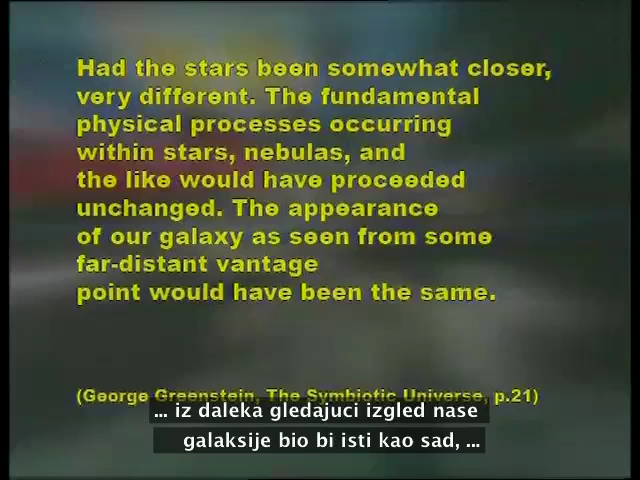 Had the stars been somewhat closer,
very different. The fundamental
physical processes occurring
within stars, nebulas, and
the like would have proceeded
unchanged. The appearance
of our galaxy as seen from some
far-distant vantage
point would have been the same.
(George Greenstein, The Symbiotic Universe, p.21)
... iz daleka gledajuci izgled nase
galaksije bio bi isti kao sad, ...